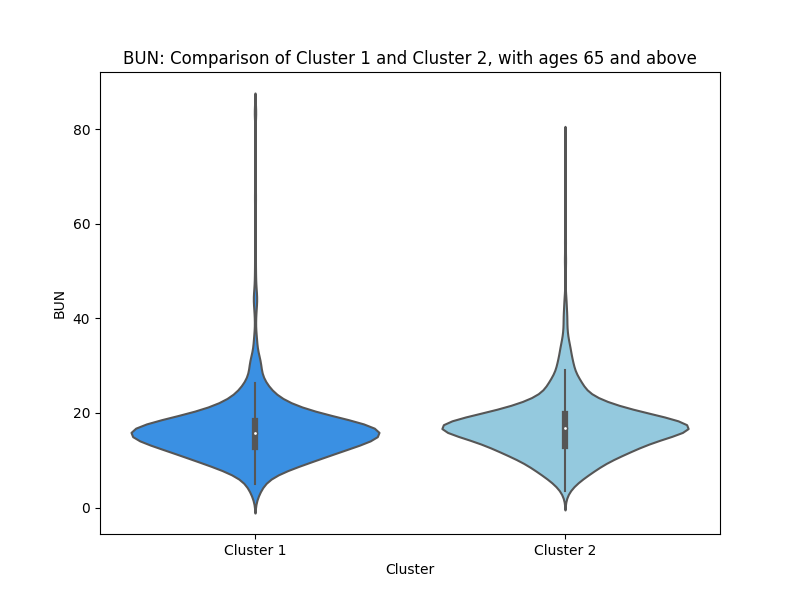 BUN: Comparison of Cluster 1 and Cluster 2, with ages 65 and above
80
60
40
20
0
BUN
Cluster 1
Cluster 2
Cluster